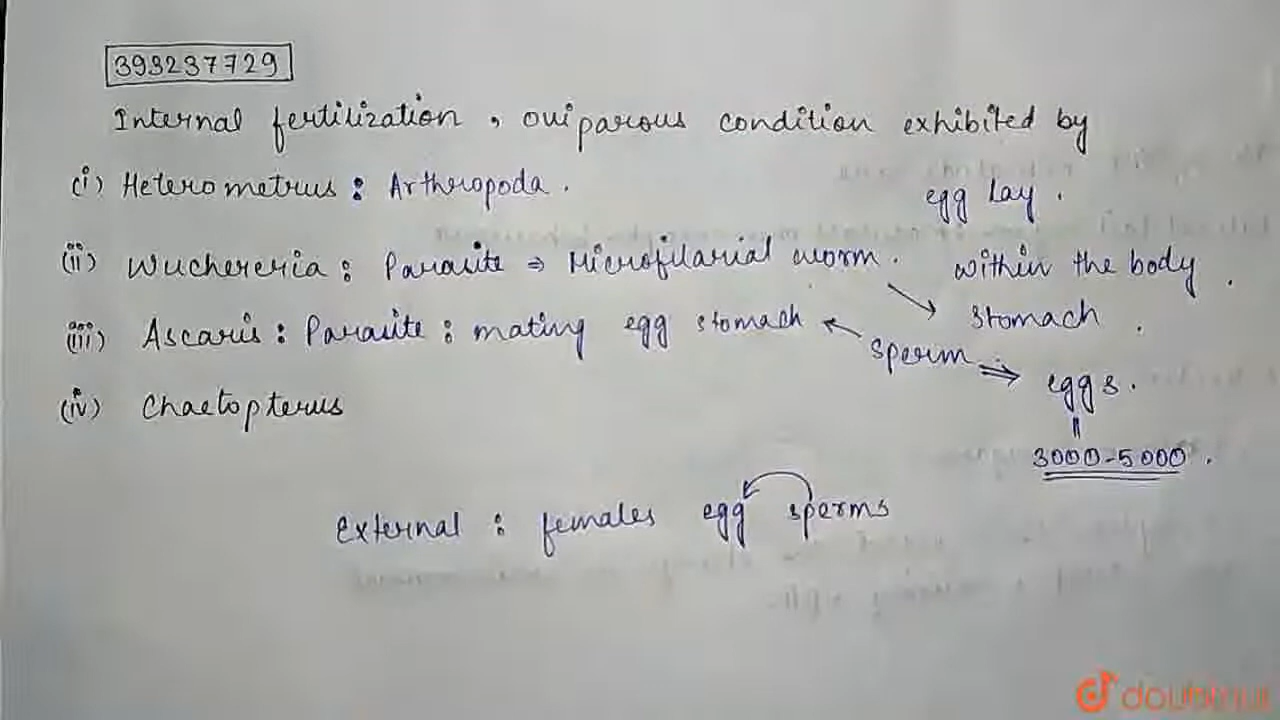 393237729
Internal fertilization, oviparous condition exhibited by
(i) Heterometrus : Arthropoda.
egg lay.
(ii) Wuchereria : Parasite ⇒ Microfilarial worm.
within the body.
stomach.
(iii) Ascaris : Parasite : mating egg stomach
sperm ⇒ eggs.
(iv) Chaetopterus
3000-5000.
External : females egg sperms
doubtnut